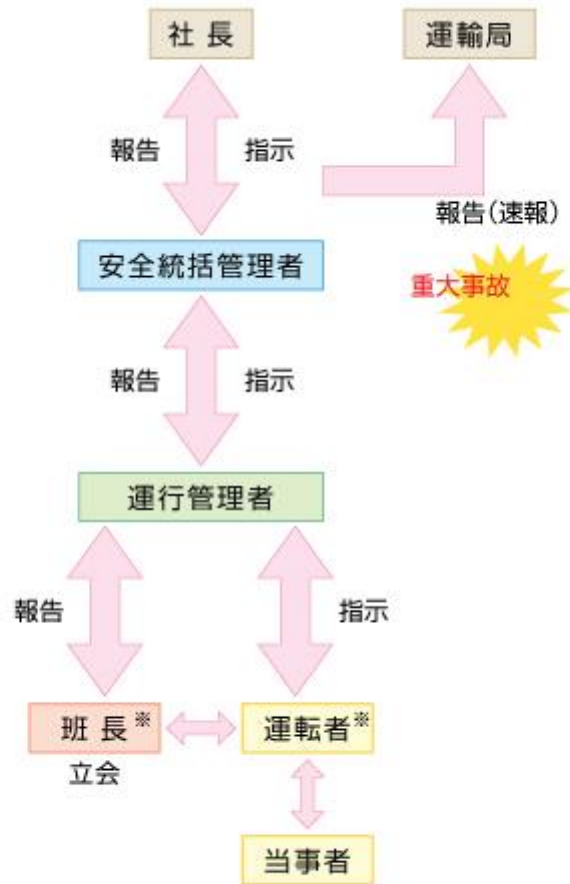 社長
運輸局
報告
指示
報告(速報)
安全統括管理者
重大事故
報告
指示
運行管理者
報告
指示
班長※
運転者※
立会
当事者